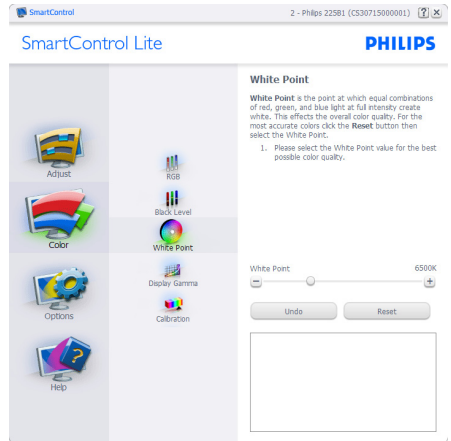 SmartControl
2 - Philips 225B1 (CS30715000001)
?
SmartControl Lite
PHILIPS
Adjust
Color
Options
Help
RGB
Black Level
White Point
Display Gamma
Calibration
White Point
White Point is the point at which equal combinations
of red, green, and blue light at full intensity create
white. This effects the overall color quality. For the
most accurate colors click the Reset button then
select the White Point.
1. Please select the White Point value for the best
possible color quality.
White Point 6500K
Undo Reset